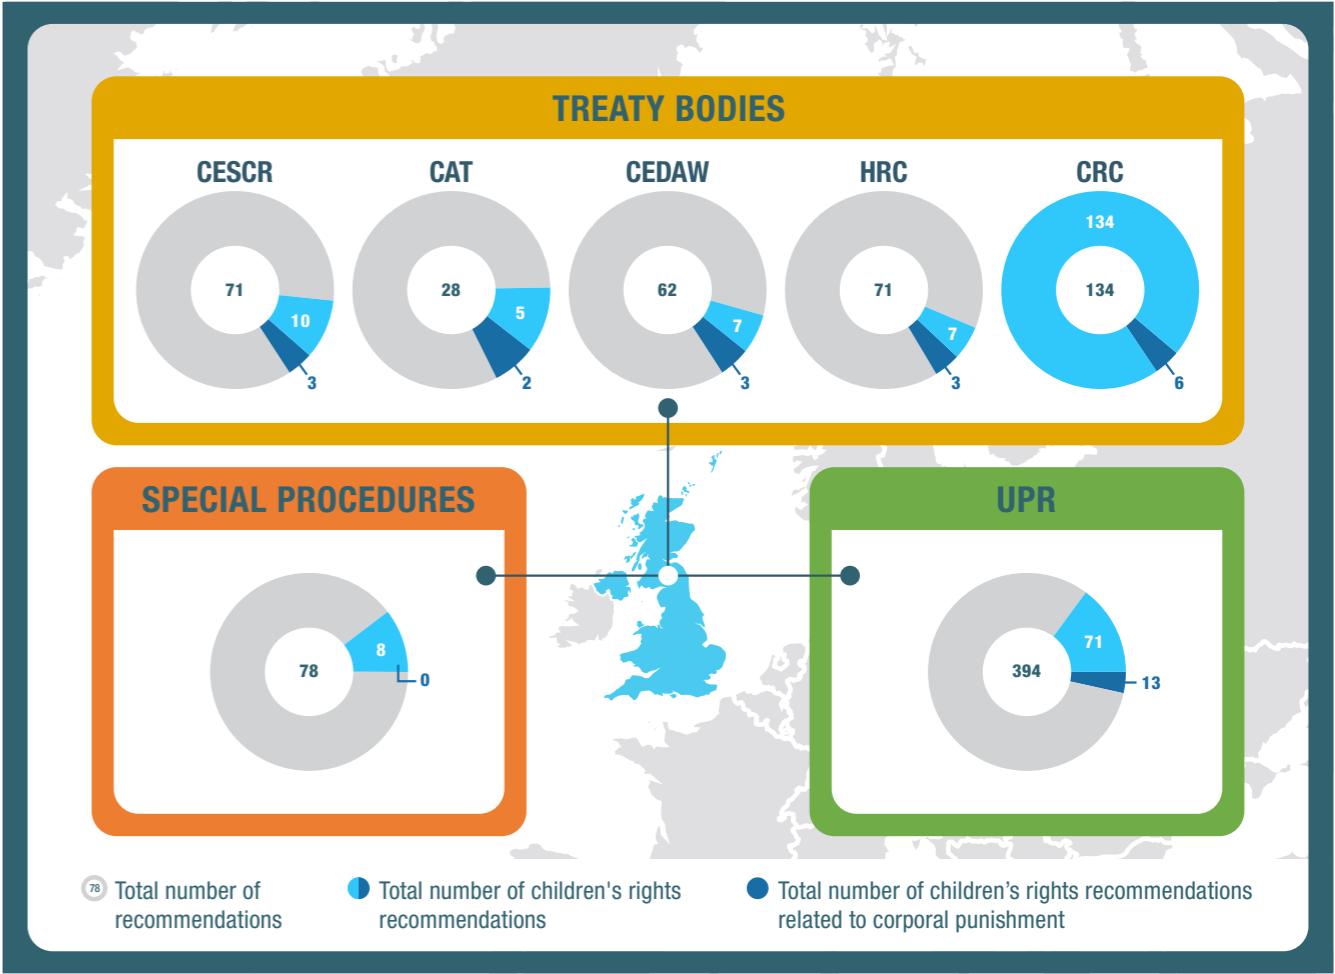 TREATY BODIES
CESCR
71
10
3
CAT
28
5
2
CEDAW
62
7
3
HRC
71
7
3
CRC
134
134
6
SPECIAL PROCEDURES
78
8
0
UPR
394
71
13
78
Total number of
recommendations
Total number of children's rights
recommendations
Total number of children’s rights recommendations
related to corporal punishment